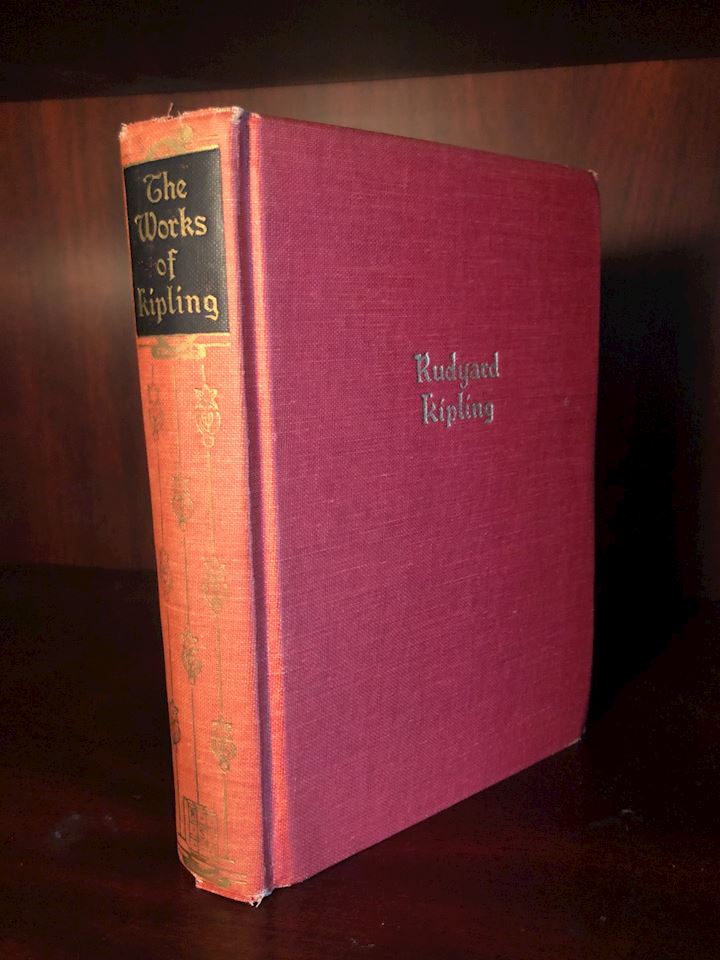 The
Works
of
Kipling
Rudyard
Kipling